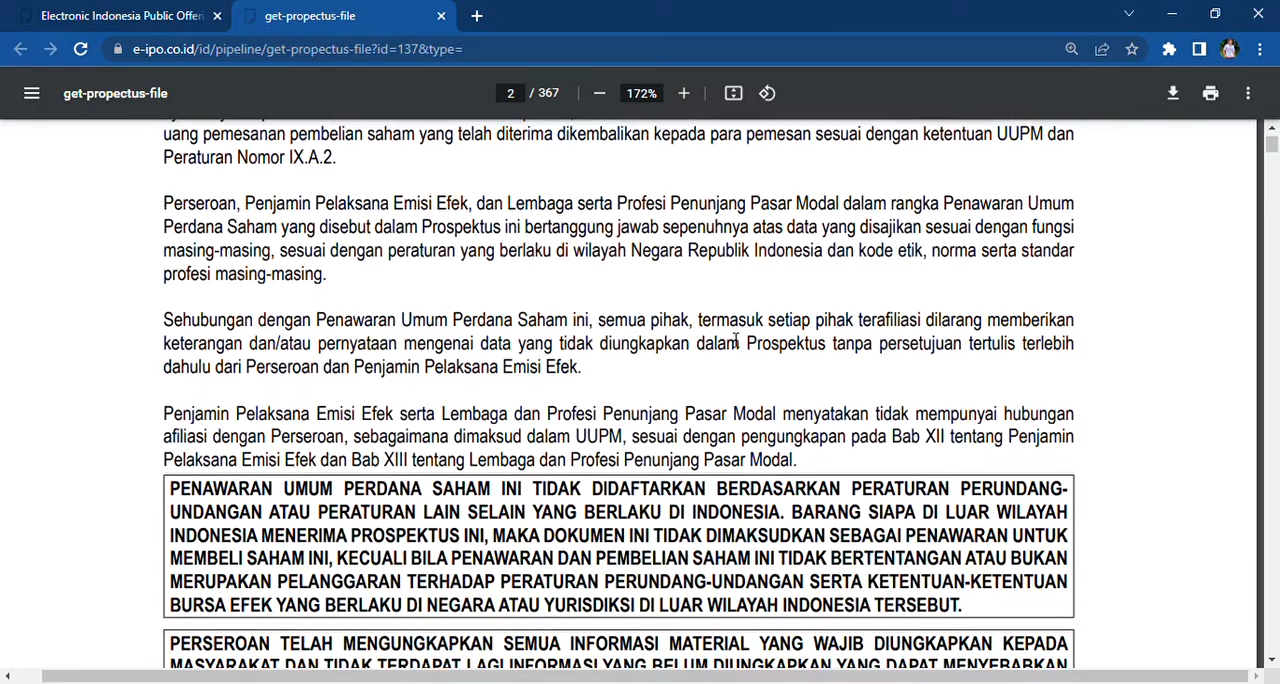 Electronic Indonesia Public Offeri
get-propectus-file
e-ipo.co.id/id/pipeline/get-propectus-file?id=137&type=
get-propectus-file
2 / 367
172%
uang pemesanan pembelian saham yang telah diterima dikembalikan kepada para pemesan sesuai dengan ketentuan UUPM dan
Peraturan Nomor IX.A.2.
Perseroan, Penjamin Pelaksana Emisi Efek, dan Lembaga serta Profesi Penunjang Pasar Modal dalam rangka Penawaran Umum
Perdana Saham yang disebut dalam Prospektus ini bertanggung jawab sepenuhnya atas data yang disajikan sesuai dengan fungsi
masing-masing, sesuai dengan peraturan yang berlaku di wilayah Negara Republik Indonesia dan kode etik, norma serta standar
profesi masing-masing.
Sehubungan dengan Penawaran Umum Perdana Saham ini, semua pihak, termasuk setiap pihak terafiliasi dilarang memberikan
keterangan dan/atau pernyataan mengenai data yang tidak diungkapkan dalam Prospektus tanpa persetujuan tertulis terlebih
dahulu dari Perseroan dan Penjamin Pelaksana Emisi Efek.
Penjamin Pelaksana Emisi Efek serta Lembaga dan Profesi Penunjang Pasar Modal menyatakan tidak mempunyai hubungan
afiliasi dengan Perseroan, sebagaimana dimaksud dalam UUPM, sesuai dengan pengungkapan pada Bab XII tentang Penjamin
Pelaksana Emisi Efek dan Bab XIII tentang Lembaga dan Profesi Penunjang Pasar Modal.
PENAWARAN UMUM PERDANA SAHAM INI TIDAK DIDAFTARKAN BERDASARKAN PERATURAN PERUNDANG-
UNDANGAN ATAU PERATURAN LAIN SELAIN YANG BERLAKU DI INDONESIA. BARANG SIAPA DI LUAR WILAYAH
INDONESIA MENERIMA PROSPEKTUS INI, MAKA DOKUMEN INI TIDAK DIMAKSUDKAN SEBAGAI PENAWARAN UNTUK
MEMBELI SAHAM INI, KECUALI BILA PENAWARAN DAN PEMBELIAN SAHAM INI TIDAK BERTENTANGAN ATAU BUKAN
MERUPAKAN PELANGGARAN TERHADAP PERATURAN PERUNDANG-UNDANGAN SERTA KETENTUAN-KETENTUAN
BURSA EFEK YANG BERLAKU DI NEGARA ATAU YURISDIKSI DI LUAR WILAYAH INDONESIA TERSEBUT.
PERSEROAN TELAH MENGUNGKAPKAN SEMUA INFORMASI MATERIAL YANG WAJIB DIUNGKAPKAN KEPADA
MASYARAKAT DAN TIDAK TERDAPAT LAGI INFORMASI YANG BELUM DIUNGKAPKAN YANG DAPAT MENYEBABKAN